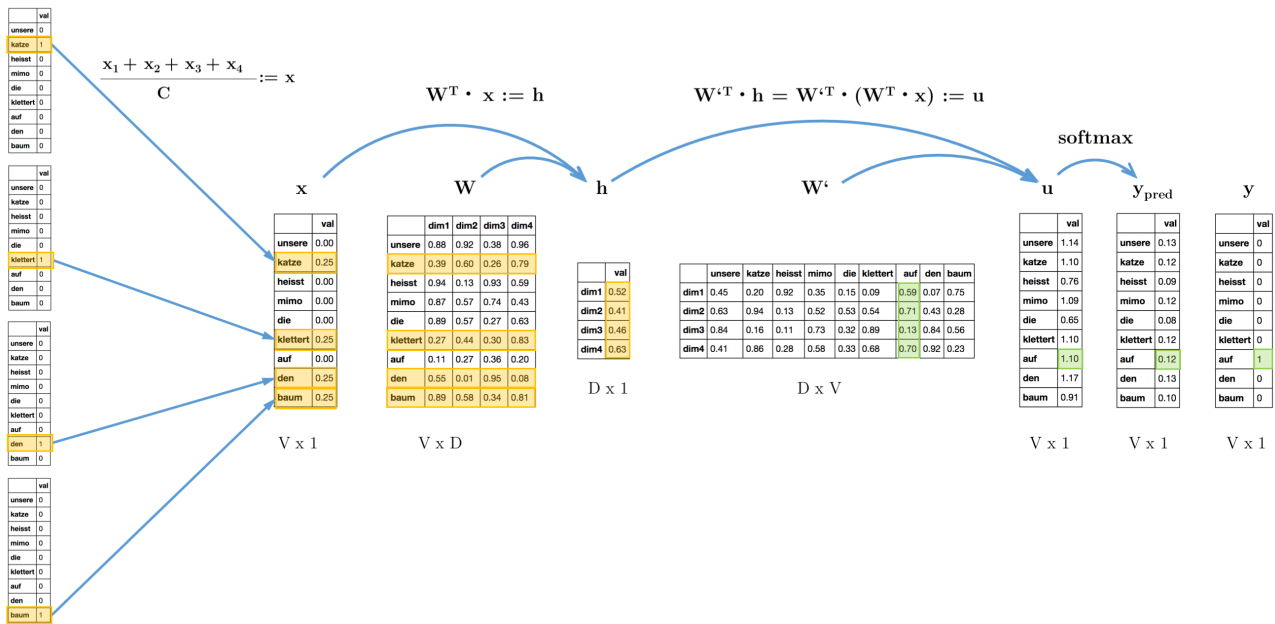 val
unsere 0
katze 1
heisst 0
mimo 0
die 0
klettert 0
auf 0
den 0
baum 0
val
unsere 0
katze 0
heisst 0
mimo 0
die 0
klettert 1
auf 0
den 0
baum 0
val
unsere 0
katze 0
heisst 0
mimo 0
die 0
klettert 0
auf 0
den 1
baum 0
val
unsere 0
katze 0
heisst 0
mimo 0
die 0
klettert 0
auf 0
den 0
baum 1
x₁ + x₂ + x₃ + x₄
C
:= x
Wᵀ · x := h
W‘ᵀ · h = W‘ᵀ · (Wᵀ · x) := u
softmax
x
val
unsere 0.00
katze 0.25
heisst 0.00
mimo 0.00
die 0.00
klettert 0.25
auf 0.00
den 0.25
baum 0.25
V x 1
W
dim1 dim2 dim3 dim4
unsere 0.88 0.92 0.38 0.96
katze 0.39 0.60 0.26 0.79
heisst 0.94 0.13 0.93 0.59
mimo 0.87 0.57 0.74 0.43
die 0.89 0.57 0.27 0.63
klettert 0.27 0.44 0.30 0.83
auf 0.11 0.27 0.36 0.20
den 0.55 0.01 0.95 0.08
baum 0.89 0.58 0.34 0.81
V x D
h
val
dim1 0.52
dim2 0.41
dim3 0.46
dim4 0.63
D x 1
W‘
unsere katze heisst mimo die klettert auf den baum
dim1 0.45 0.20 0.92 0.35 0.15 0.09 0.59 0.07 0.75
dim2 0.63 0.94 0.13 0.52 0.53 0.54 0.71 0.43 0.28
dim3 0.84 0.16 0.11 0.73 0.32 0.89 0.13 0.84 0.56
dim4 0.41 0.86 0.28 0.58 0.33 0.68 0.70 0.92 0.23
D x V
u
val
unsere 1.14
katze 1.10
heisst 0.76
mimo 1.09
die 0.65
klettert 1.10
auf 1.10
den 1.17
baum 0.91
V x 1
y_pred
val
unsere 0.13
katze 0.12
heisst 0.09
mimo 0.12
die 0.08
klettert 0.12
auf 0.12
den 0.13
baum 0.10
V x 1
y
val
unsere 0
katze 0
heisst 0
mimo 0
die 0
klettert 0
auf 1
den 0
baum 0
V x 1